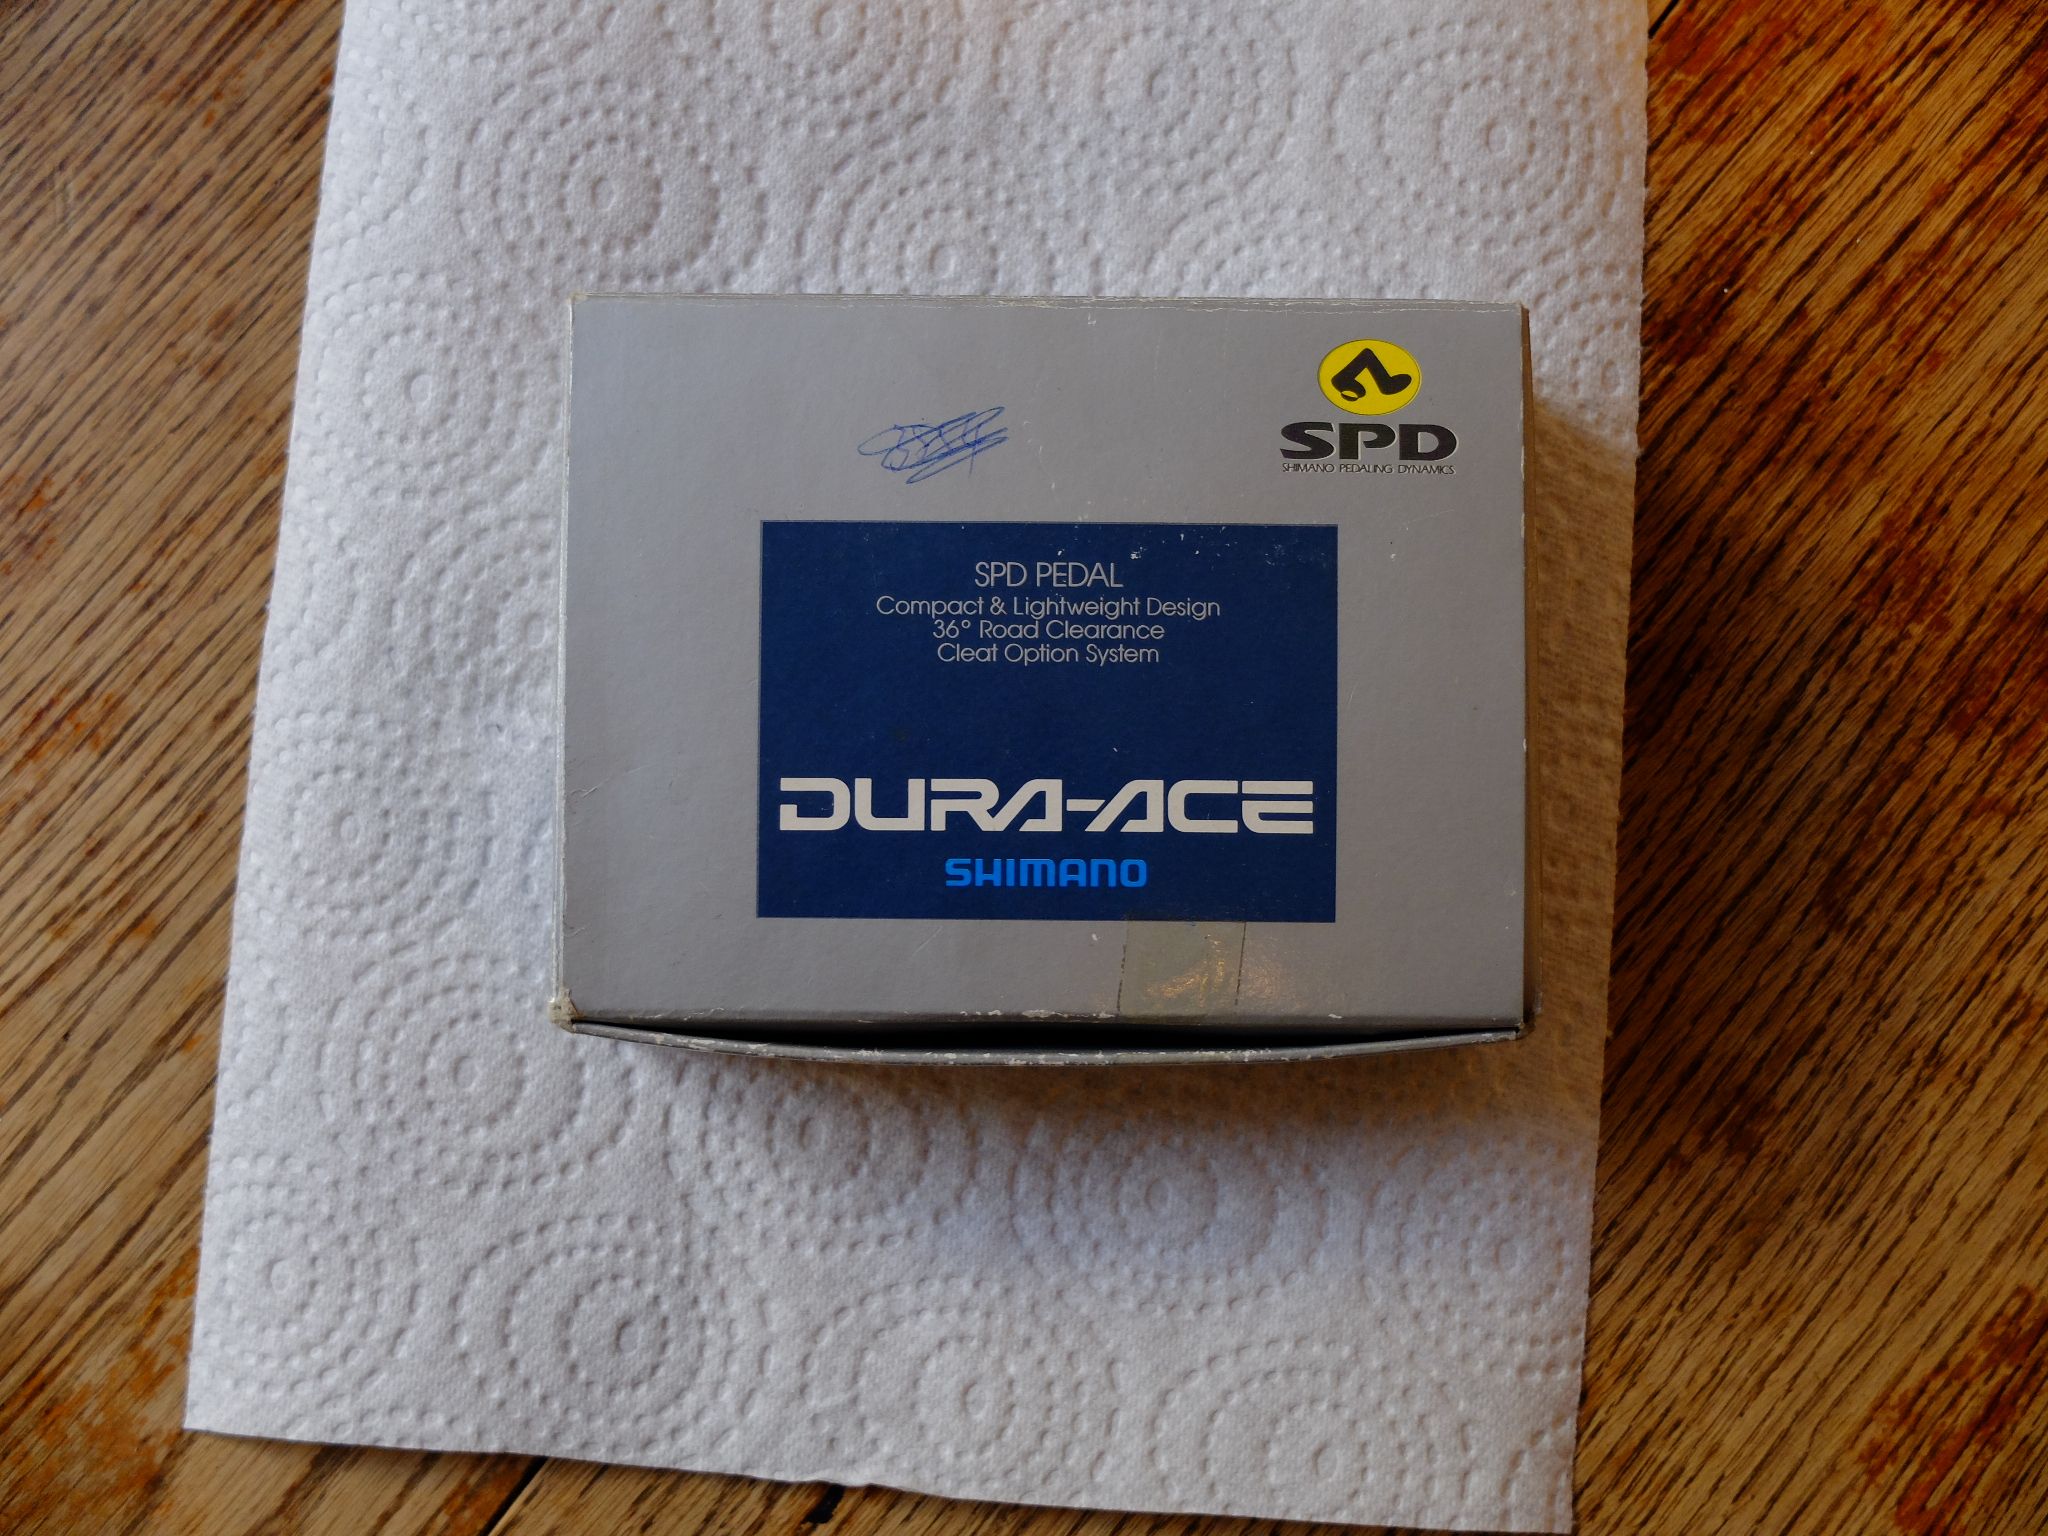 SPD
SHIMANO PEDALING DYNAMICS
SPD PEDAL
Compact & Lightweight Design
36° Road Clearance
Cleat Option System
DURA-ACE
SHIMANO